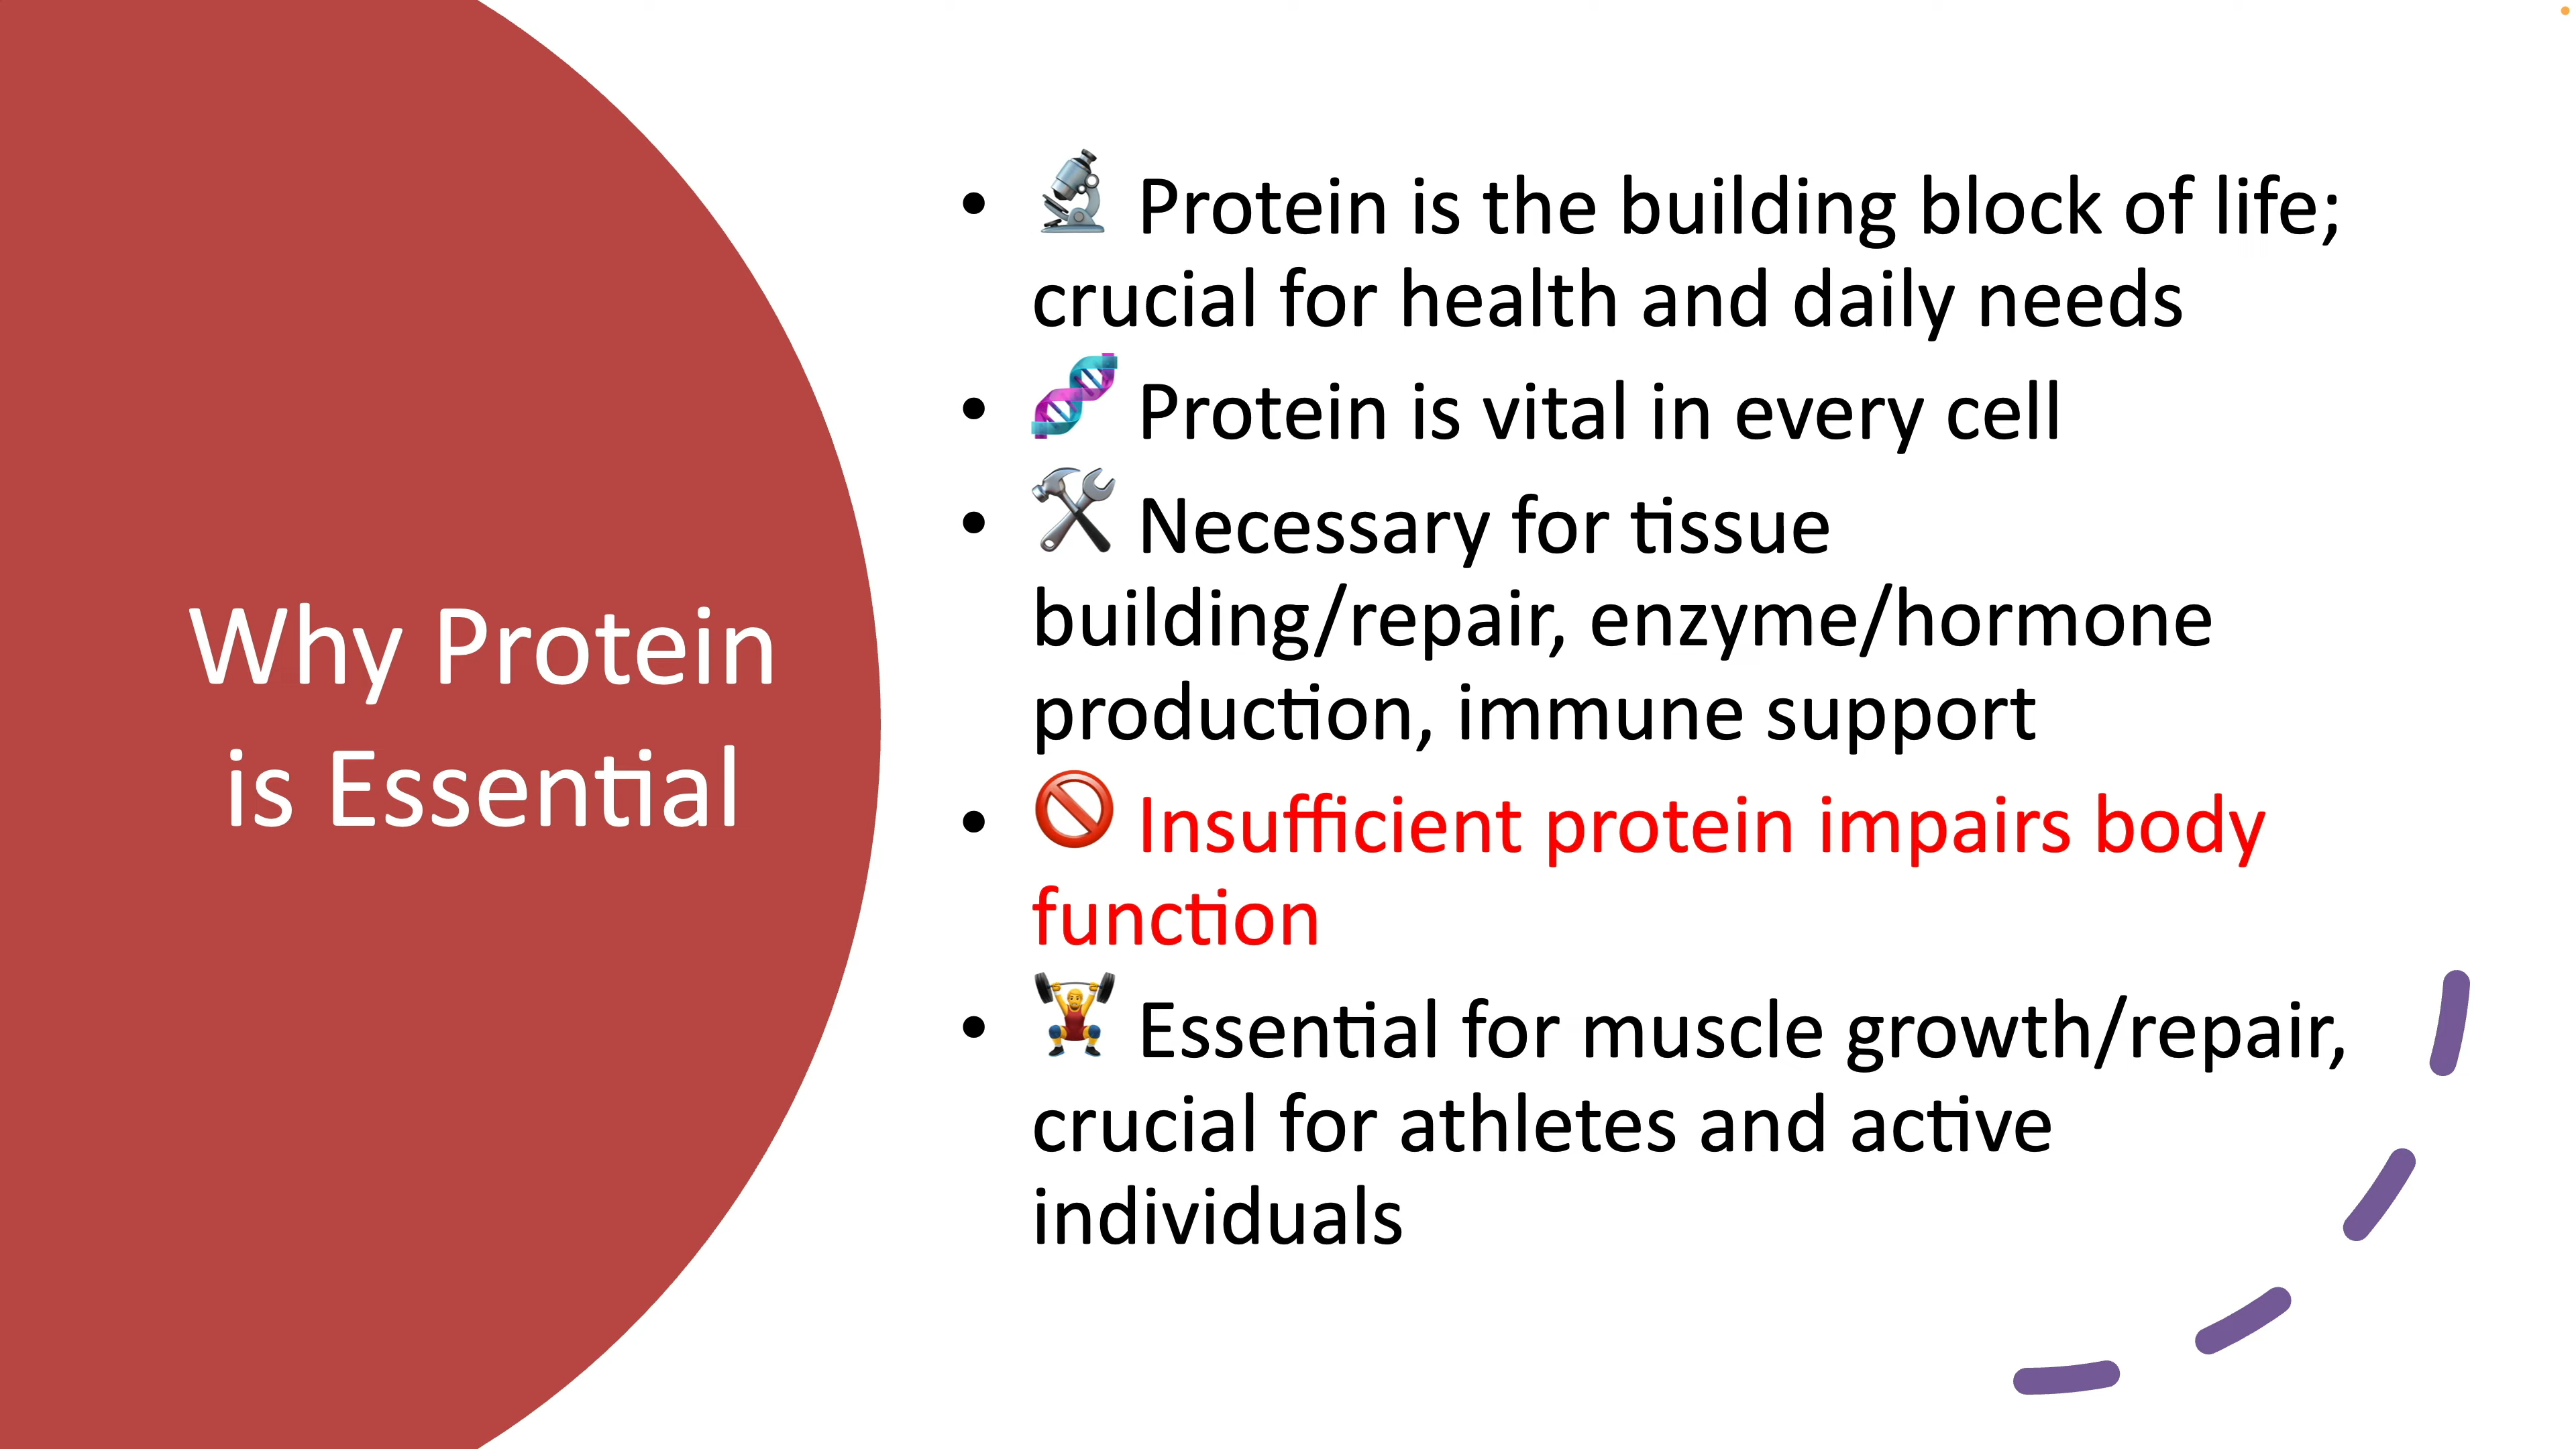 Why Protein
is Essential
• 🔬 Protein is the building block of life;
crucial for health and daily needs
• 🧬 Protein is vital in every cell
• 🛠 Necessary for tissue
building/repair, enzyme/hormone
production, immune support
• 🚫 Insufficient protein impairs body
function
• 🏋️ Essential for muscle growth/repair,
crucial for athletes and active
individuals